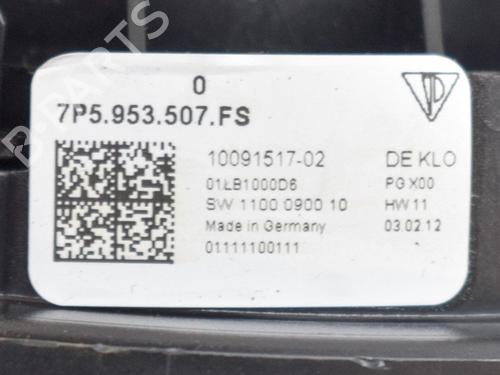 B-PARTS
0
7P5.953.507.FS
10091517-02 DE KLO
01LB1000D6 PG X00
SW 1100 0900 10 HW 11
Made in Germany 03.02.12
01111100111